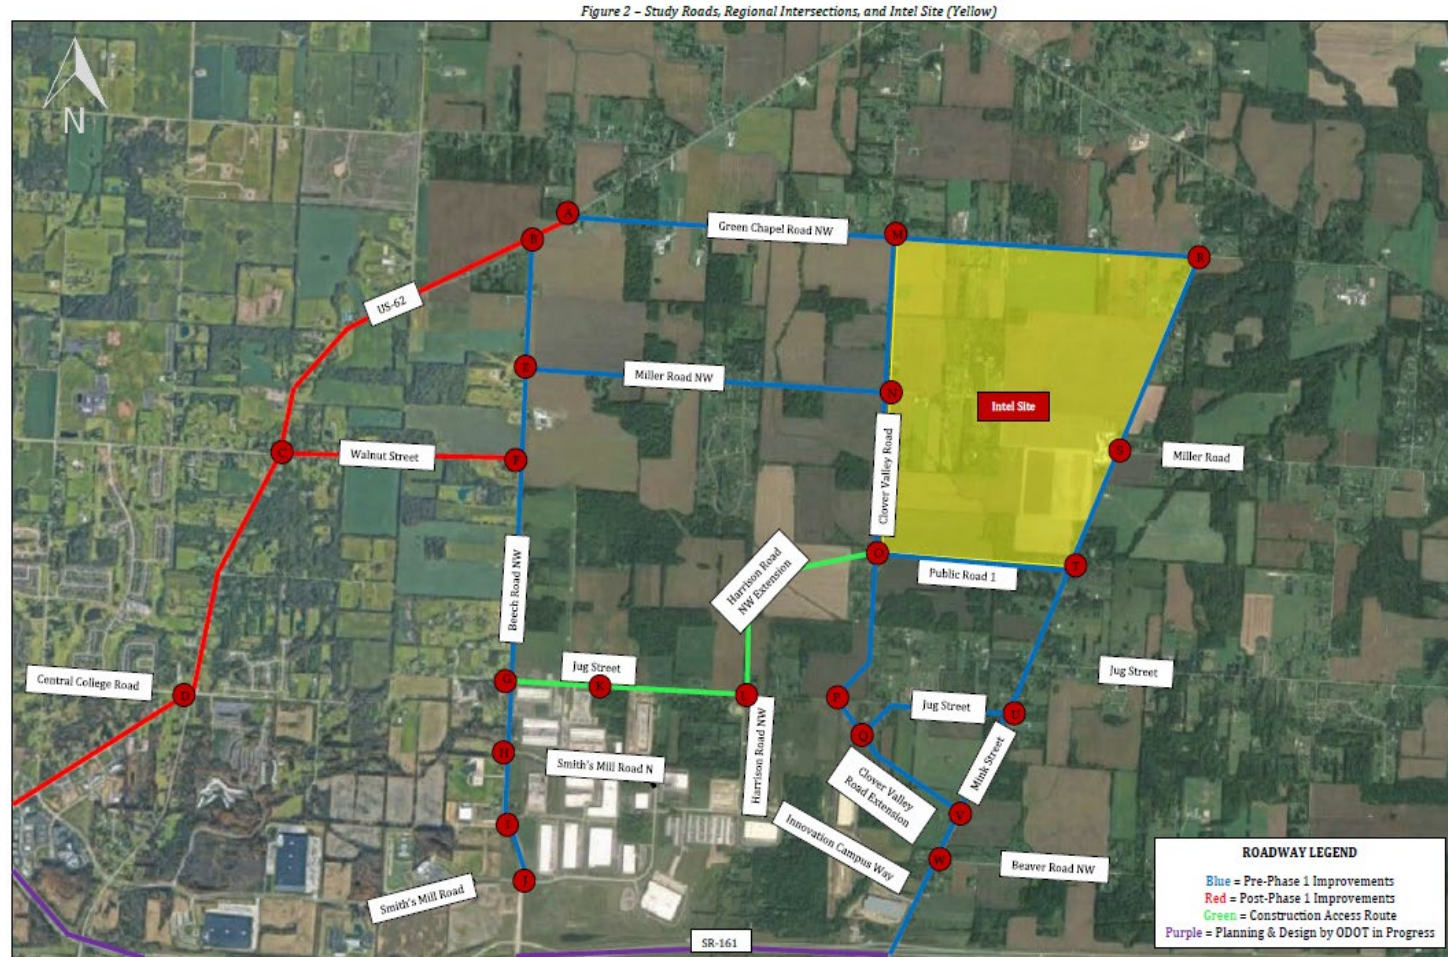 Figure 2 – Study Roads, Regional Intersections, and Intel Site (Yellow)
N
A
B
Green Chapel Road NW
M
R
US-62
E
Miller Road NW
N
Intel Site
C
Walnut Street
F
Clover Valley Road
S
Miller Road
Harrison Road
NW Extension
O
Public Road 1
T
Beech Road NW
Central College Road
D
G
Jug Street
K
L
P
Jug Street
U
Jug Street
Q
H
Smith's Mill Road N
Harrison Road NW
Clover Valley
Road Extension
Mink Street
V
I
Innovation Campus Way
W
Beaver Road NW
J
Smith's Mill Road
SR-161
ROADWAY LEGEND
Blue = Pre-Phase 1 Improvements
Red = Post-Phase 1 Improvements
Green = Construction Access Route
Purple = Planning & Design by ODOT in Progress